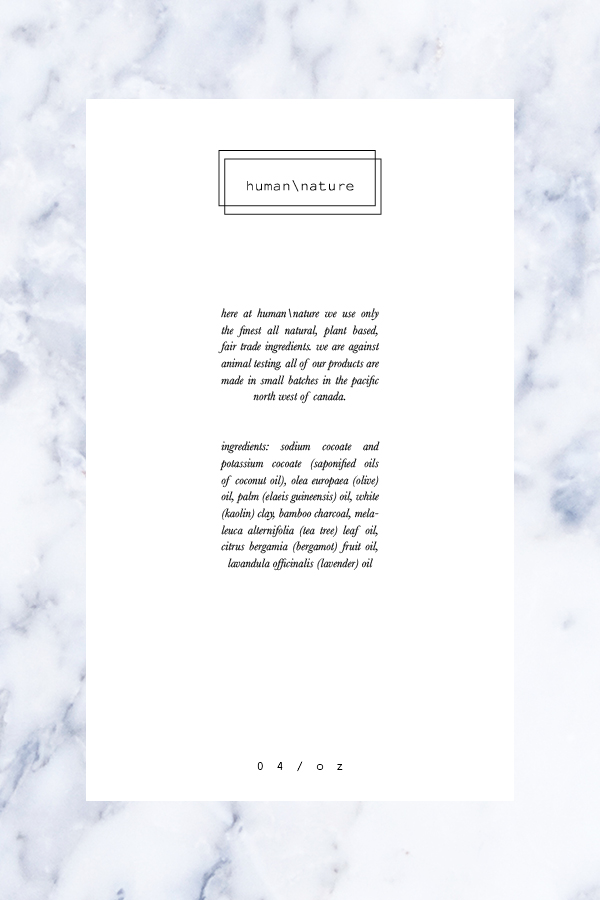 human\nature
here at human\nature we use only
the finest all natural, plant based,
fair trade ingredients. we are against
animal testing. all of our products are
made in small batches in the pacific
north west of canada.
ingredients: sodium cocoate and
potassium cocoate (saponified oils
of coconut oil), olea europaea (olive)
oil, palm (elaeis guineensis) oil, white
(kaolin) clay, bamboo charcoal, mela-
leuca alternifolia (tea tree) leaf oil,
citrus bergamia (bergamot) fruit oil,
lavandula officinalis (lavender) oil
04/oz